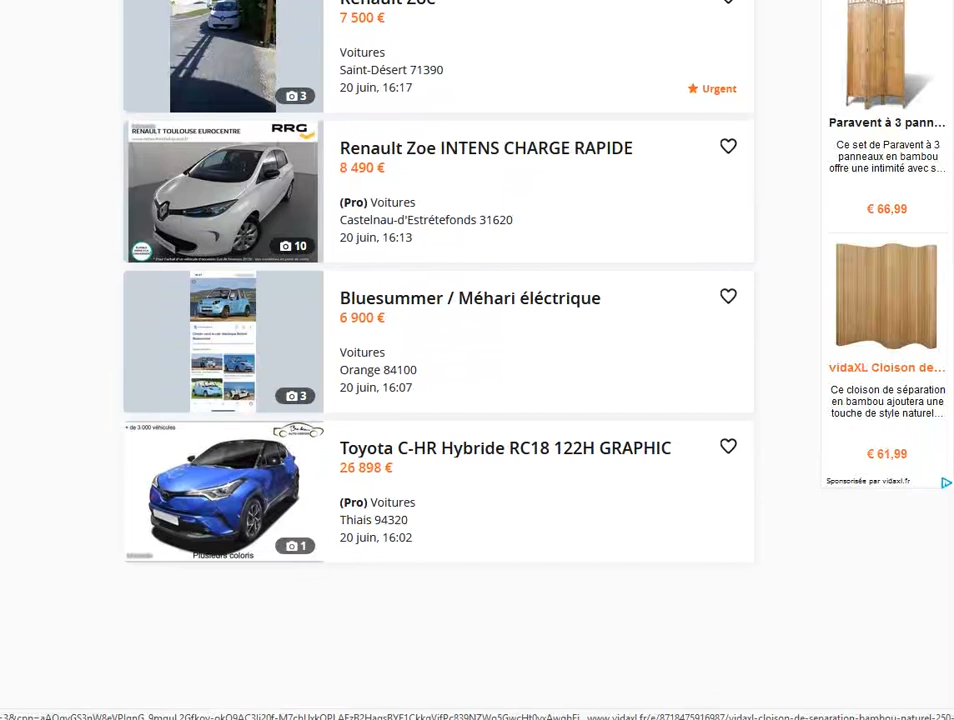 Renault Zoe
7 500 €
Voitures
Saint-Désert 71390
20 juin, 16:17
3
Urgent
RENAULT TOULOUSE EUROCENTRE
RRG
Renault Zoe INTENS CHARGE RAPIDE
8 490 €
(Pro) Voitures
Castelnau-d'Estrétefonds 31620
20 juin, 16:13
10
Bluesummer / Méhari éléctrique
6 900 €
Voitures
Orange 84100
20 juin, 16:07
3
+ de 3 000 véhicules
Toyota C-HR Hybride RC18 122H GRAPHIC
26 898 €
(Pro) Voitures
Thiais 94320
20 juin, 16:02
1
Plusieurs coloris
Paravent à 3 pann...
Ce set de Paravent à 3
panneaux en bambou
offre une intimité avec s...
€ 66,99
vidaXL Cloison de...
Ce cloison de séparation
en bambou ajoutera une
touche de style naturel...
€ 61,99
Sponsorisée par vidaxl.fr